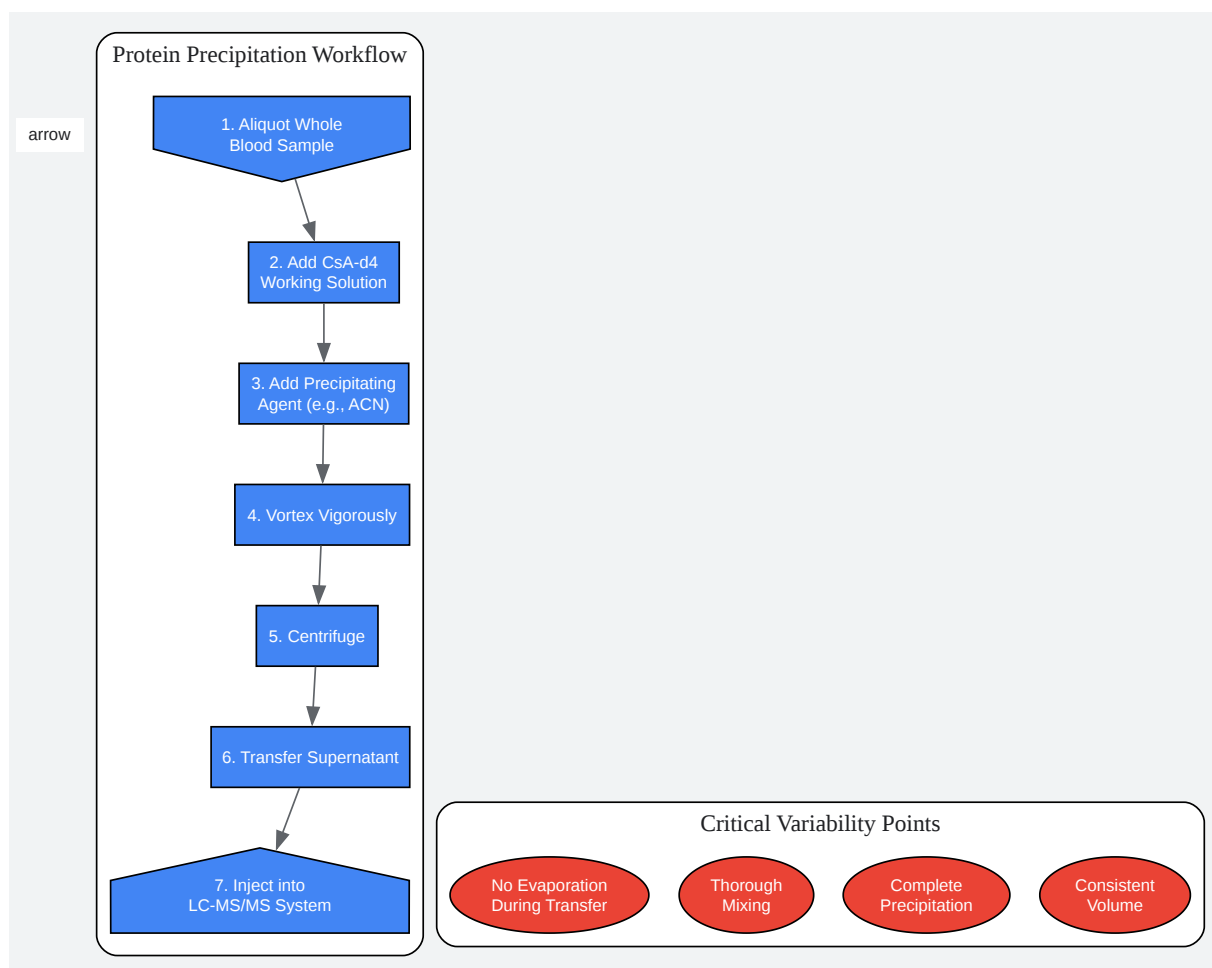 Protein Precipitation Workflow
arrow
1. Aliquot Whole
Blood Sample
2. Add CsA-d4
Working Solution
3. Add Precipitating
Agent (e.g., ACN)
4. Vortex Vigorously
5. Centrifuge
6. Transfer Supernatant
7. Inject into
LC-MS/MS System
Critical Variability Points
No Evaporation
During Transfer
Thorough
Mixing
Complete
Precipitation
Consistent
Volume